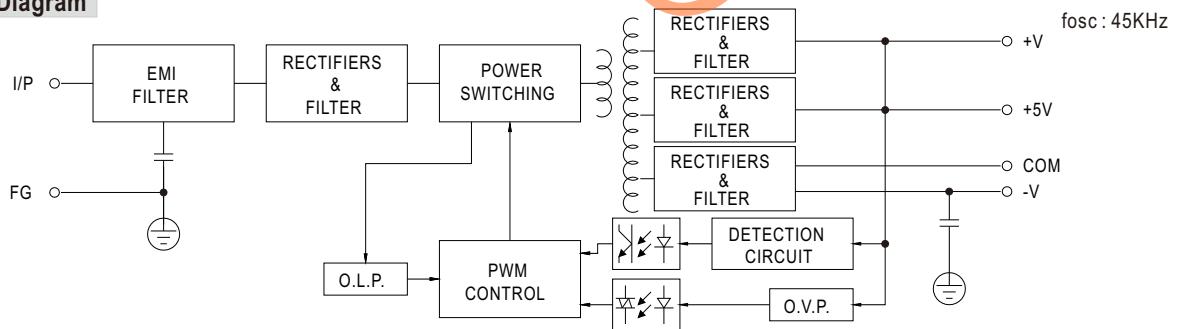 Diagram
fosc : 45KHz
I/P
EMI
FILTER
RECTIFIERS
&
FILTER
POWER
SWITCHING
RECTIFIERS
&
FILTER
+V
RECTIFIERS
&
FILTER
+5V
RECTIFIERS
&
FILTER
COM
-V
FG
O.L.P.
PWM
CONTROL
DETECTION
CIRCUIT
O.V.P.